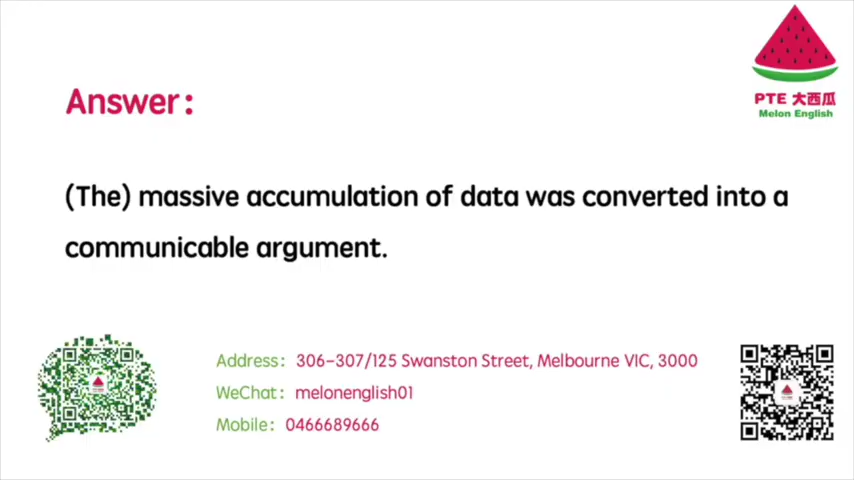 PTE 大西瓜
Melon English
Answer:
(The) massive accumulation of data was converted into a
communicable argument.
Address: 306-307/125 Swanston Street, Melbourne VIC, 3000
WeChat: melonenglish01
Mobile: 0466689666